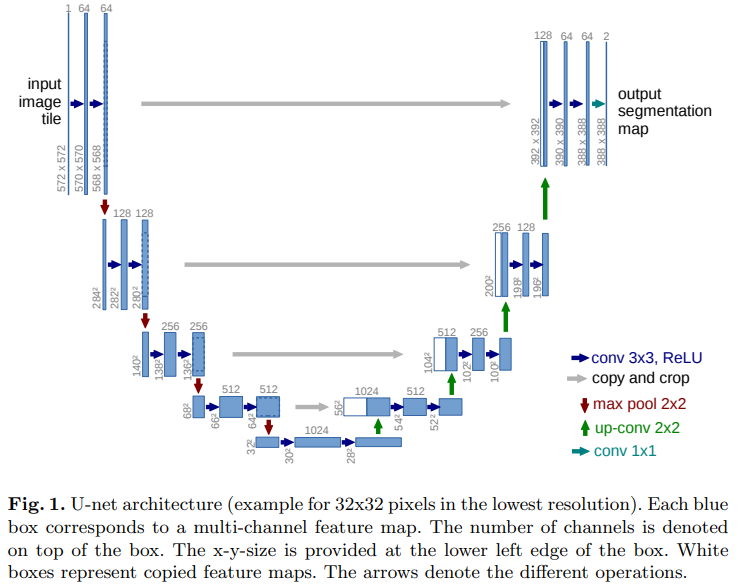 1 64 64
input
image
tile
572 x 572
570 x 570
568 x 568
128 64 64 2
output
segmentation
map
392 x 392
390 x 390
388 x 388
388 x 388
128 128
284²
282²
280²
256 128
200²
198²
196²
256 256
140²
138²
136²
512 256
104²
102²
100²
512 512
68²
66²
64²
1024 512
56²
54²
52²
1024
32²
30²
28²
conv 3x3, ReLU
copy and crop
max pool 2x2
up-conv 2x2
conv 1x1
Fig. 1. U-net architecture (example for 32x32 pixels in the lowest resolution). Each blue
box corresponds to a multi-channel feature map. The number of channels is denoted
on top of the box. The x-y-size is provided at the lower left edge of the box. White
boxes represent copied feature maps. The arrows denote the different operations.